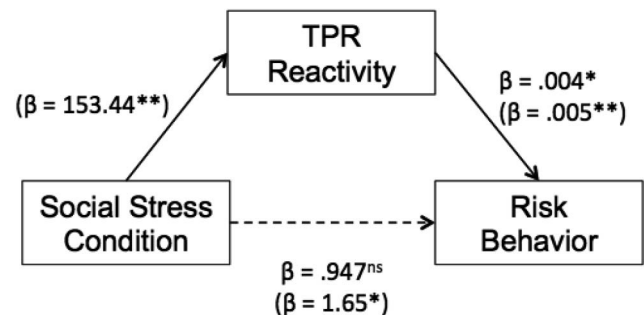 TPR
Reactivity
(β = 153.44**)
β = .004*
(β = .005**)
Social Stress
Condition
Risk
Behavior
β = .947ns
(β = 1.65*)